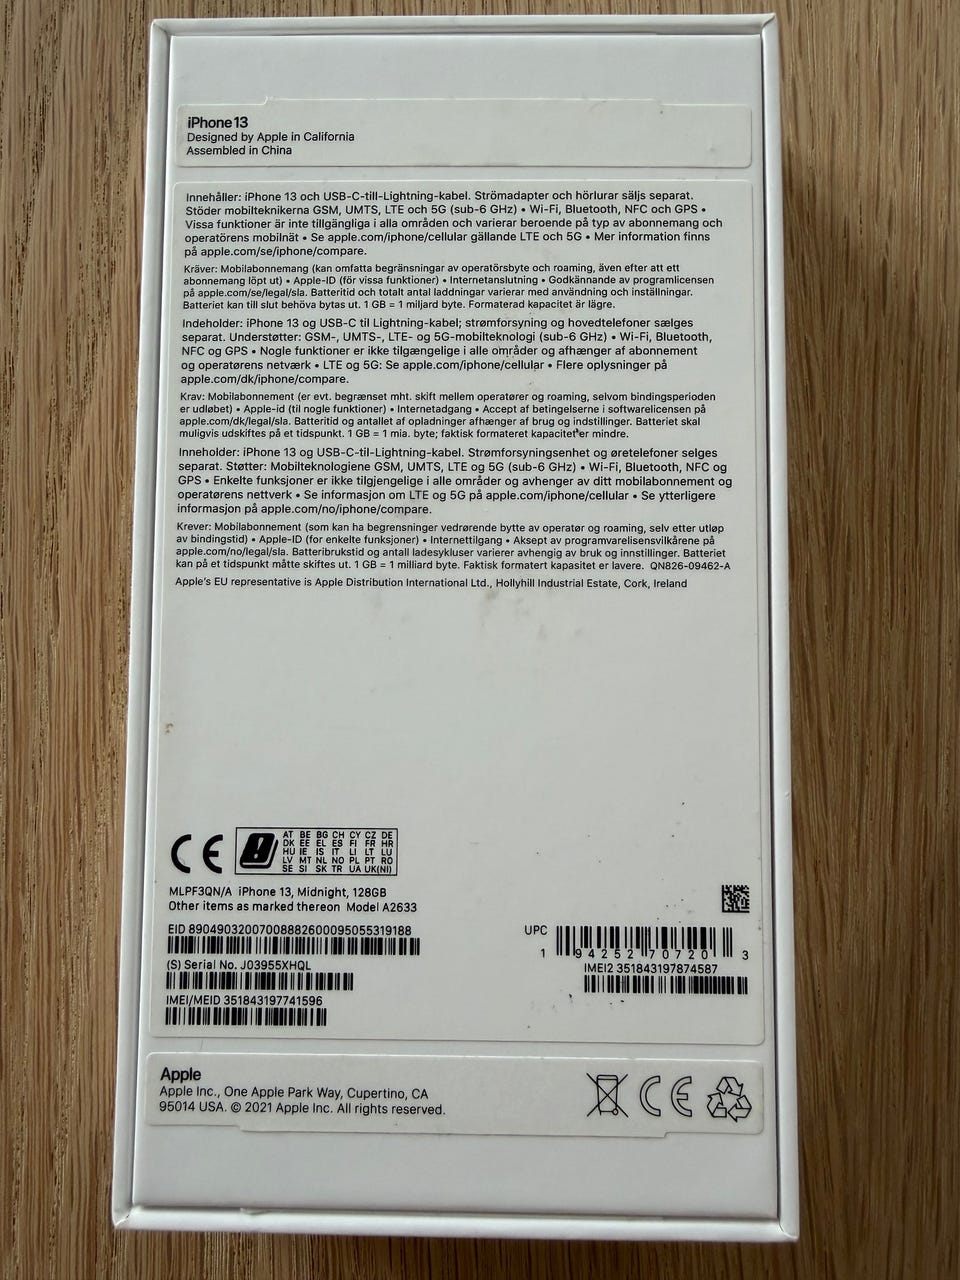 iPhone 13
Designed by Apple in California
Assembled in China
Innehåller: iPhone 13 och USB-C-till-Lightning-kabel. Strömadapter och hörlurar säljs separat.
Stöder mobilteknikerna GSM, UMTS, LTE och 5G (sub-6 GHz) • Wi-Fi, Bluetooth, NFC och GPS •
Vissa funktioner är inte tillgängliga i alla områden och varierar beroende på typ av abonnemang och
operatörens mobilnät • Se apple.com/iphone/cellular gällande LTE och 5G • Mer information finns
på apple.com/se/iphone/compare.
Kräver: Mobilabonnemang (kan omfatta begränsningar av operatörsbyte och roaming, även efter att ett
abonnemang löpt ut) • Apple-ID (för vissa funktioner) • Internetanslutning • Godkännande av programlicensen
på apple.com/se/legal/sla. Batteritid och totalt antal laddningar varierar med användning och inställningar.
Batteriet kan till slut behöva bytas ut. 1 GB = 1 miljard byte. Formaterad kapacitet är lägre.
Indeholder: iPhone 13 og USB-C til Lightning-kabel; strømforsyning og hovedtelefoner sælges
separat. Understøtter: GSM-, UMTS-, LTE- og 5G-mobilteknologi (sub-6 GHz) • Wi-Fi, Bluetooth,
NFC og GPS • Nogle funktioner er ikke tilgængelige i alle områder og afhænger af abonnement
og operatørens netværk • LTE og 5G: Se apple.com/iphone/cellular • Flere oplysninger på
apple.com/dk/iphone/compare.
Krav: Mobilabonnement (er evt. begrænset mht. skift mellem operatører og roaming, selvom bindingsperioden
er udløbet) • Apple-id (til nogle funktioner) • Internetadgang • Accept af betingelserne i softwarelicensen på
apple.com/dk/legal/sla. Batteritid og antallet af opladninger afhænger af brug og indstillinger. Batteriet skal
muligvis udskiftes på et tidspunkt. 1 GB = 1 mia. byte; faktisk formateret kapacitet er mindre.
Inneholder: iPhone 13 og USB-C-til-Lightning-kabel. Strømforsyningsenhet og øretelefoner selges
separat. Støtter: Mobilteknologiene GSM, UMTS, LTE og 5G (sub-6 GHz) • Wi-Fi, Bluetooth, NFC og
GPS • Enkelte funksjoner er ikke tilgjengelige i alle områder og avhenger av ditt mobilabonnement og
operatørens nettverk • Se informasjon om LTE og 5G på apple.com/iphone/cellular • Se ytterligere
informasjon på apple.com/no/iphone/compare.
Krever: Mobilabonnement (som kan ha begrensninger vedrørende bytte av operatør og roaming, selv etter utløp
av bindingstid) • Apple-ID (for enkelte funksjoner) • Internettilgang • Aksept av programvarelisensvilkårene på
apple.com/no/legal/sla. Batteribrukstid og antall ladesykluser varierer avhengig av bruk og innstillinger. Batteriet
kan på et tidspunkt måtte skiftes ut. 1 GB = 1 milliard byte. Faktisk formatert kapasitet er lavere. QN826-09462-A
Apple's EU representative is Apple Distribution International Ltd., Hollyhill Industrial Estate, Cork, Ireland
CE
AT BE BG CH CY CZ DE
DK EE EL ES FI FR HR
HU IE IS IT LI LT LU
LV MT NL NO PL PT RO
SE SI SK TR UA UK(NI)
MLPF3QN/A iPhone 13, Midnight, 128GB
Other items as marked thereon Model A2633
EID 89049032007008882600095055319188
(S) Serial No. J03955XHQL
IMEI/MEID 351843197741596
UPC
1 94252 70720 3
IMEI2 351843197874587
Apple
Apple Inc., One Apple Park Way, Cupertino, CA
95014 USA. © 2021 Apple Inc. All rights reserved.
CE